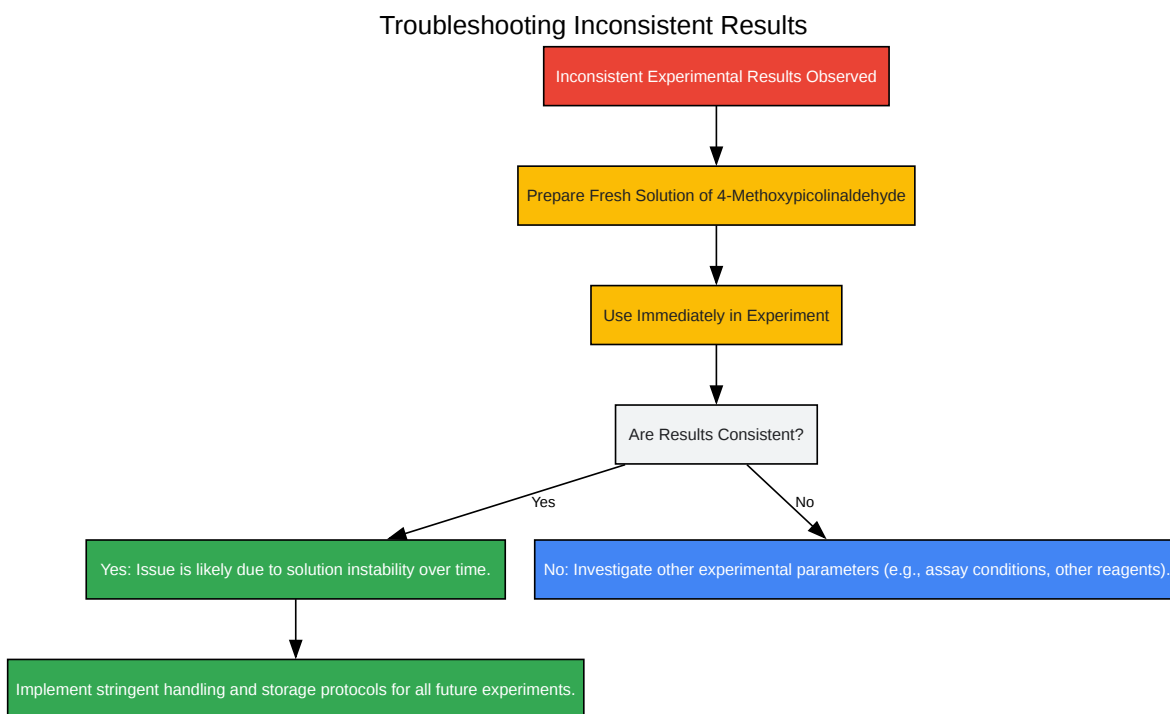 Troubleshooting Inconsistent Results
Inconsistent Experimental Results Observed
Prepare Fresh Solution of 4-Methoxypicolinaldehyde
Use Immediately in Experiment
Are Results Consistent?
Yes
No
Yes: Issue is likely due to solution instability over time.
No: Investigate other experimental parameters (e.g., assay conditions, other reagents).
Implement stringent handling and storage protocols for all future experiments.